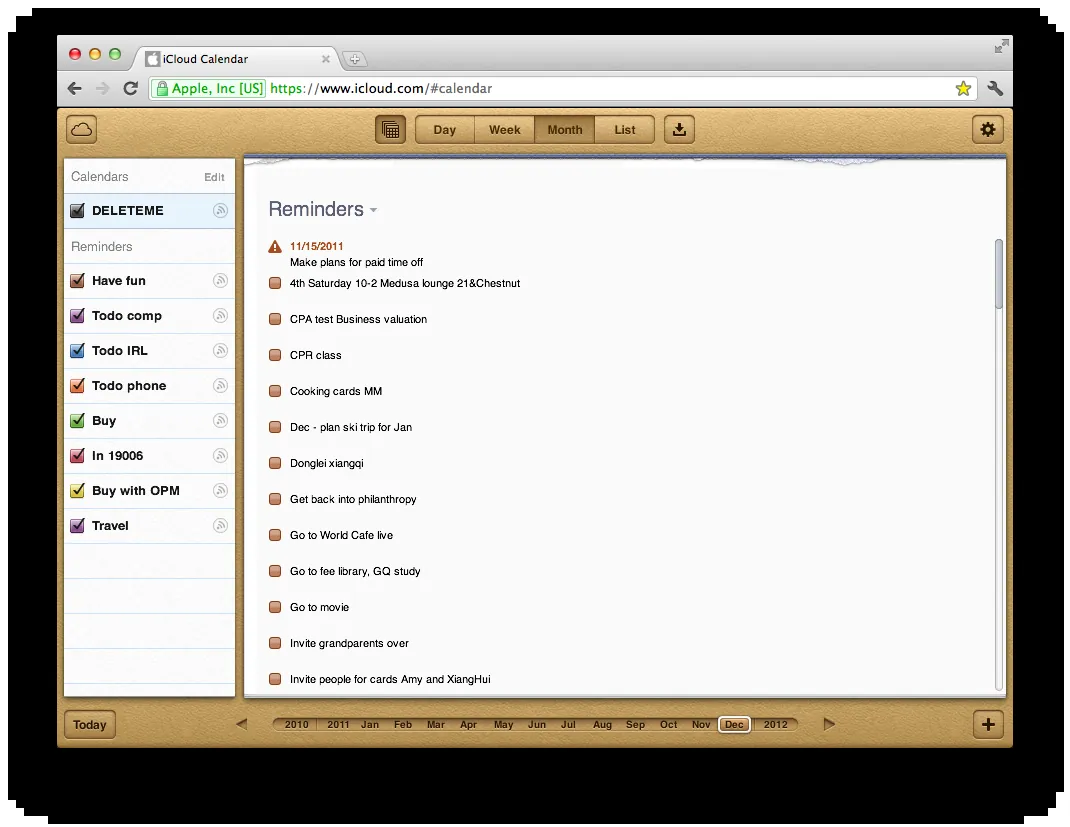 iCloud Calendar
Apple, Inc [US] https://www.icloud.com/#calendar
Day Week Month List
Calendars Edit
DELETEME
Reminders
Have fun
Todo comp
Todo IRL
Todo phone
Buy
In 19006
Buy with OPM
Travel
Reminders
11/15/2011
Make plans for paid time off
4th Saturday 10-2 Medusa lounge 21&Chestnut
CPA test Business valuation
CPR class
Cooking cards MM
Dec - plan ski trip for Jan
Donglei xiangqi
Get back into philanthropy
Go to World Cafe live
Go to fee library, GQ study
Go to movie
Invite grandparents over
Invite people for cards Amy and XiangHui
Today 2010 2011 Jan Feb Mar Apr May Jun Jul Aug Sep Oct Nov Dec 2012